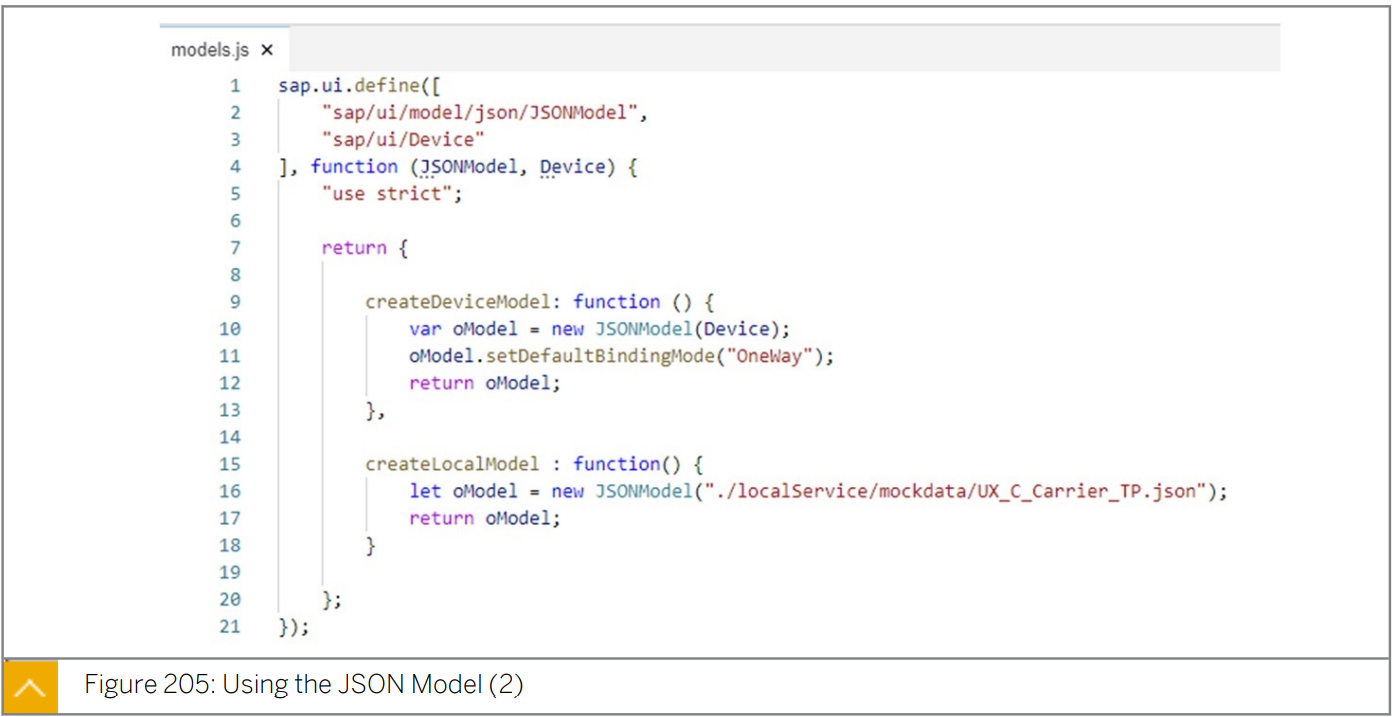 models.js ×
1 sap.ui.define([
2     "sap/ui/model/json/JSONModel",
3     "sap/ui/Device"
4 ], function (JSONModel, Device) {
5     "use strict";
6
7     return {
8
9         createDeviceModel: function () {
10             var oModel = new JSONModel(Device);
11             oModel.setDefaultBindingMode("OneWay");
12             return oModel;
13         },
14
15         createLocalModel : function() {
16             let oModel = new JSONModel("./localService/mockdata/UX_C_Carrier_TP.json");
17             return oModel;
18         }
19
20     };
21 });
Figure 205: Using the JSON Model (2)